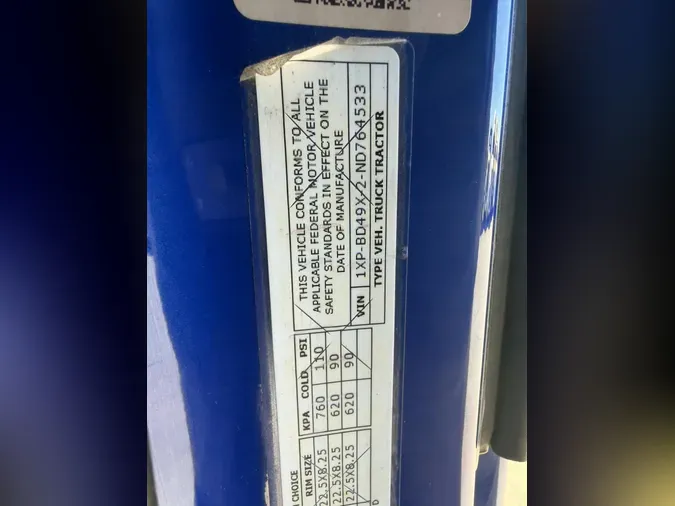 THIS VEHICLE CONFORMS TO ALL
APPLICABLE FEDERAL MOTOR VEHICLE
SAFETY STANDARDS IN EFFECT ON THE
DATE OF MANUFACTURE
VIN 1XP-BD49X-2-ND764533
TYPE VEH. TRUCK TRACTOR
CHOICE
RIM SIZE KPA COLD PSI
22.5X8.25 760 110
22.5X8.25 620 90
22.5X8.25 620 90